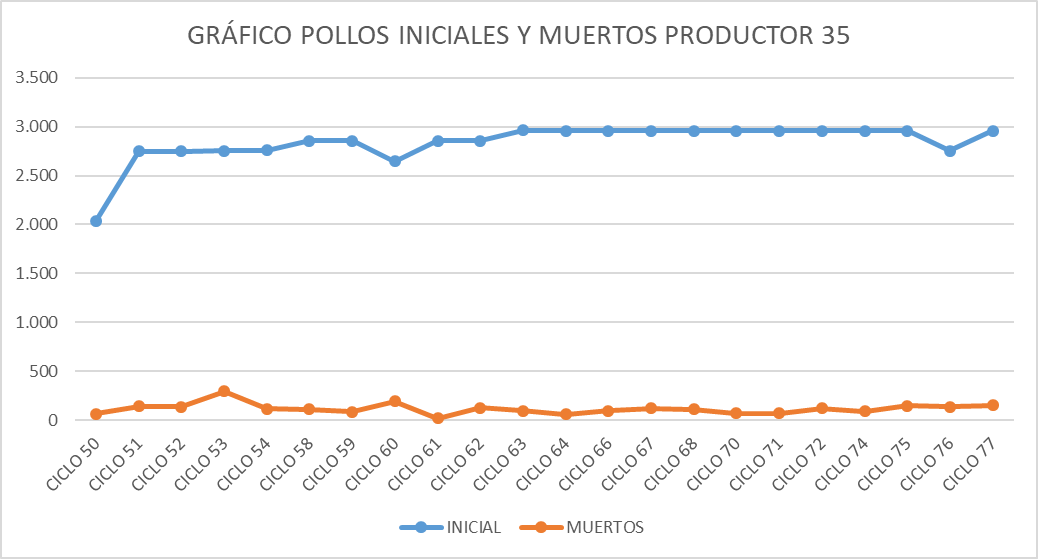 GRÁFICO POLLOS INICIALES Y MUERTOS PRODUCTOR 35
3.500
3.000
2.500
2.000
1.500
1.000
500
0
CICLO 50
CICLO 51
CICLO 52
CICLO 53
CICLO 54
CICLO 58
CICLO 59
CICLO 60
CICLO 61
CICLO 62
CICLO 63
CICLO 64
CICLO 66
CICLO 67
CICLO 68
CICLO 70
CICLO 71
CICLO 72
CICLO 74
CICLO 75
CICLO 76
CICLO 77
INICIAL MUERTOS